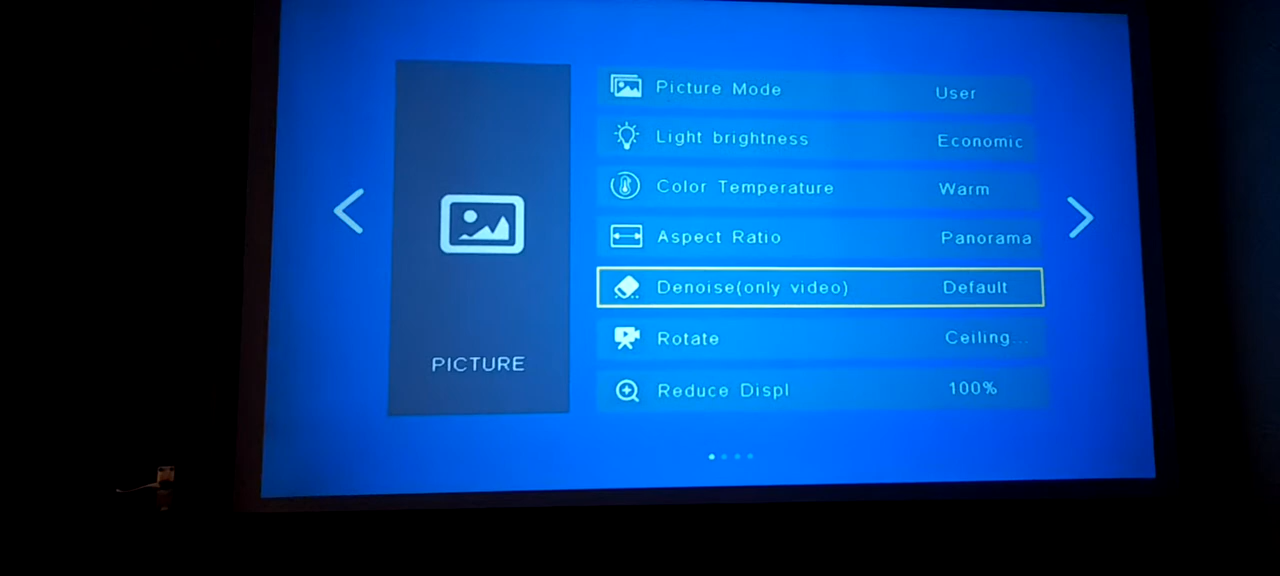 Picture Mode User
Light brightness Economic
Color Temperature Warm
Aspect Ratio Panorama
Denoise(only video) Default
Rotate Ceiling...
Reduce Displ 100%
PICTURE